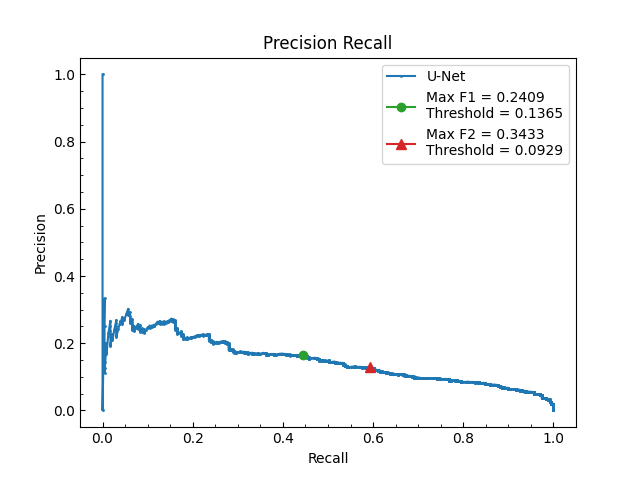 Precision Recall
U-Net
Max F1 = 0.2409
Threshold = 0.1365
Max F2 = 0.3433
Threshold = 0.0929
Precision
1.0
0.8
0.6
0.4
0.2
0.0
0.0 0.2 0.4 0.6 0.8 1.0
Recall